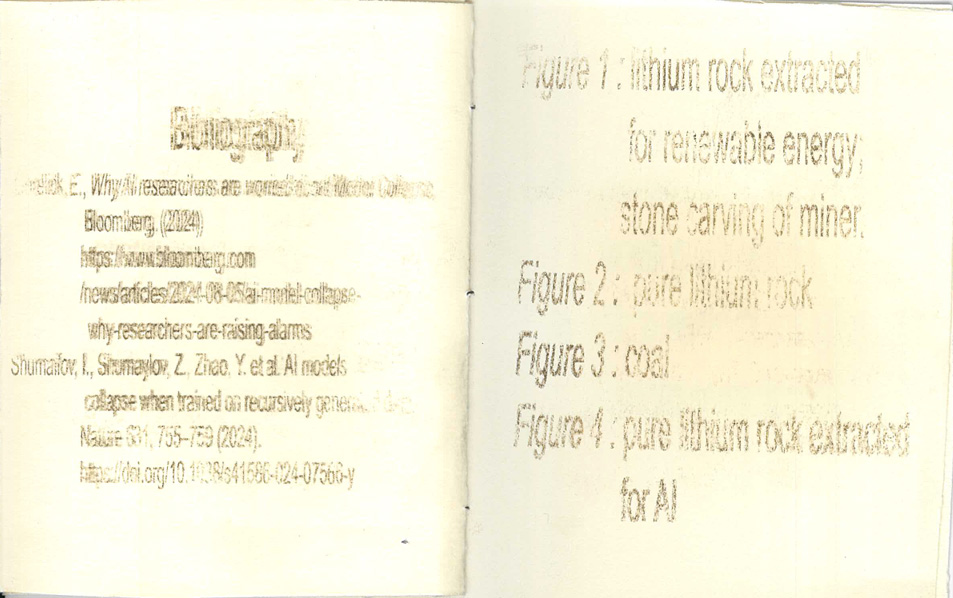 Bibliography
E., Why AI researchers are worried about Model Collapse,
Bloomberg, (2024)
https://www.bloomberg.com
/news/articles/2024-08-05/ai-model-collapse-
why-researchers-are-raising-alarms
Shumailov, I., Shumaylov, Z., Zhao, Y. et al. AI models
collapse when trained on recursively generated data.
Nature 631, 755–759 (2024).
https://doi.org/10.1038/s41586-024-07566-y
Figure 1 : lithium rock extracted
for renewable energy;
stone carving of miner.
Figure 2 : pure lithium rock
Figure 3 : coal
Figure 4 : pure lithium rock extracted
for AI